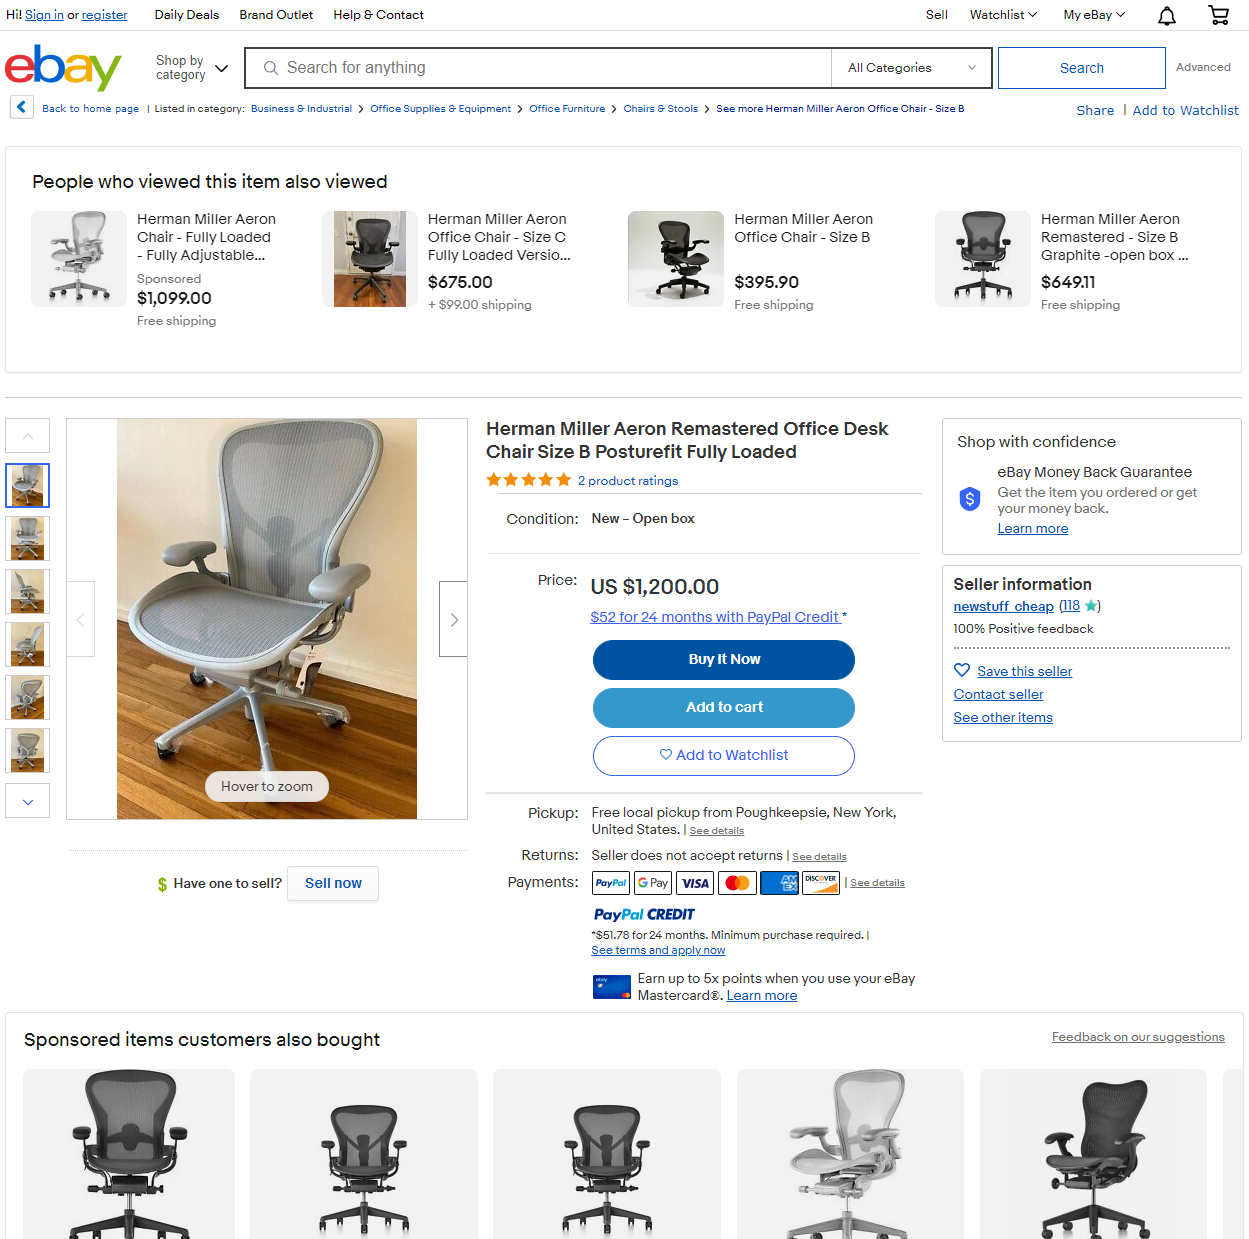 Hi! Sign in or register Daily Deals Brand Outlet Help & Contact Sell Watchlist My eBay
ebay Shop by category Search for anything All Categories Search Advanced
Back to home page | Listed in category: Business & Industrial > Office Supplies & Equipment > Office Furniture > Chairs & Stools > See more Herman Miller Aeron Office Chair - Size B
Share | Add to Watchlist
People who viewed this item also viewed
Herman Miller Aeron
Chair - Fully Loaded
- Fully Adjustable...
Sponsored
$1,099.00
Free shipping
Herman Miller Aeron
Office Chair - Size C
Fully Loaded Versio...
$675.00
+ $99.00 shipping
Herman Miller Aeron
Office Chair - Size B
$395.90
Free shipping
Herman Miller Aeron
Remastered - Size B
Graphite -open box ...
$649.11
Free shipping
Hover to zoom
$ Have one to sell? Sell now
Herman Miller Aeron Remastered Office Desk
Chair Size B Posturefit Fully Loaded
2 product ratings
Condition: New – Open box
Price: US $1,200.00
$52 for 24 months with PayPal Credit *
Buy It Now
Add to cart
Add to Watchlist
Pickup: Free local pickup from Poughkeepsie, New York,
United States. | See details
Returns: Seller does not accept returns | See details
Payments: PayPal G Pay VISA AM EX DISCOVER | See details
PayPal CREDIT
*$51.78 for 24 months. Minimum purchase required. |
See terms and apply now
ebay
Earn up to 5x points when you use your eBay
Mastercard®. Learn more
Shop with confidence
eBay Money Back Guarantee
Get the item you ordered or get
your money back.
Learn more
Seller information
newstuff_cheap (118)
100% Positive feedback
Save this seller
Contact seller
See other items
Sponsored items customers also bought
Feedback on our suggestions